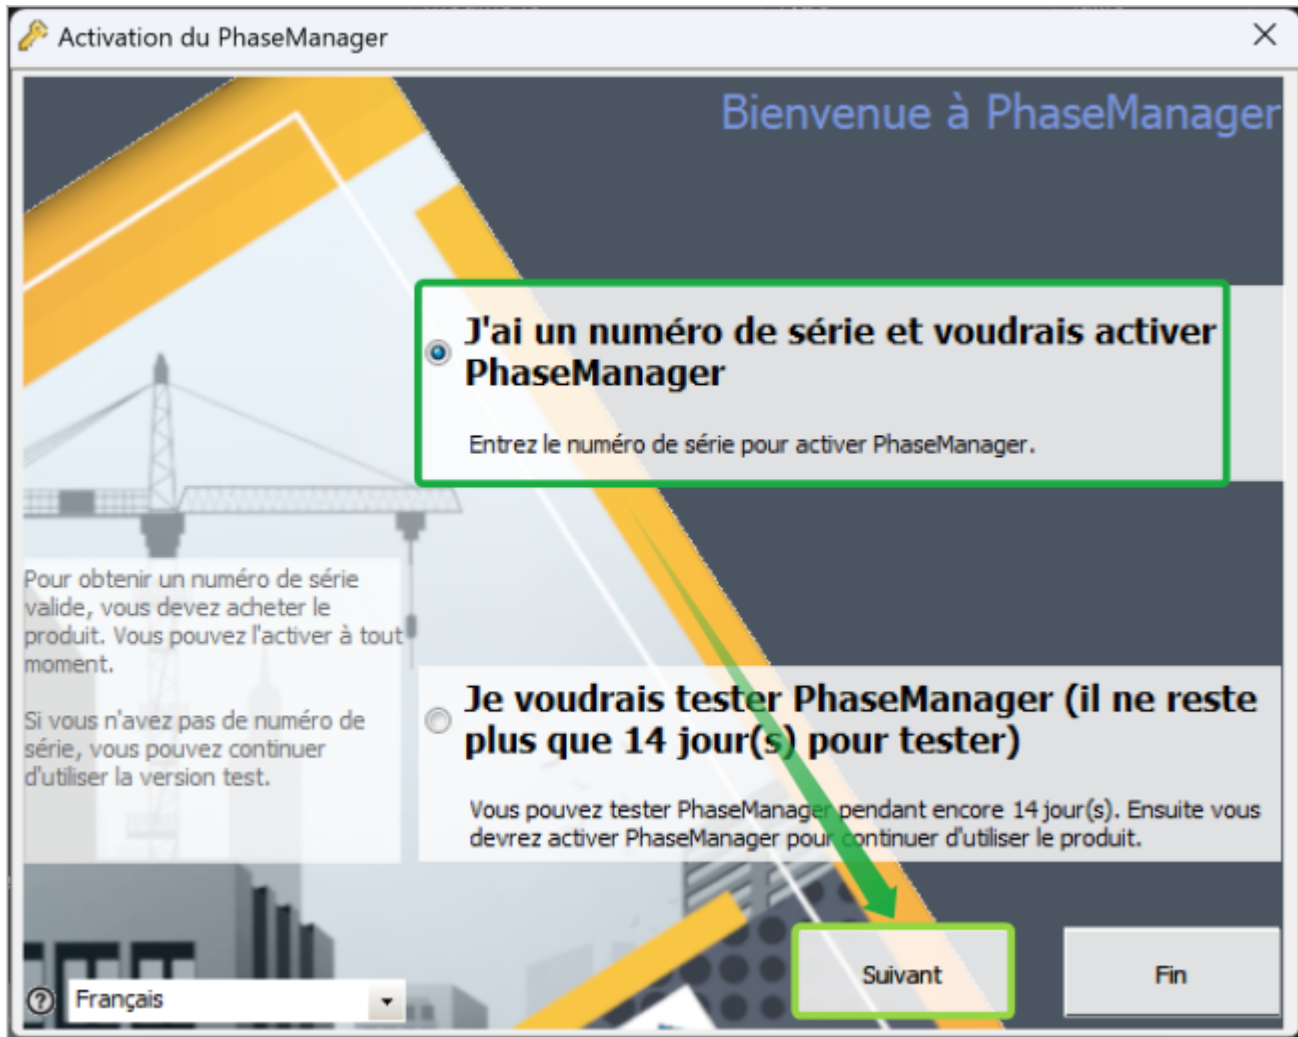 Activation du PhaseManager
Bienvenue à PhaseManager
J'ai un numéro de série et voudrais activer
PhaseManager
Entrez le numéro de série pour activer PhaseManager.
Pour obtenir un numéro de série
valide, vous devez acheter le
produit. Vous pouvez l'activer à tout
moment.
Si vous n'avez pas de numéro de
série, vous pouvez continuer
d'utiliser la version test.
Je voudrais tester PhaseManager (il ne reste
plus que 14 jour(s) pour tester)
Vous pouvez tester PhaseManager pendant encore 14 jour(s). Ensuite vous
devrez activer PhaseManager pour continuer d'utiliser le produit.
Français
Suivant
Fin